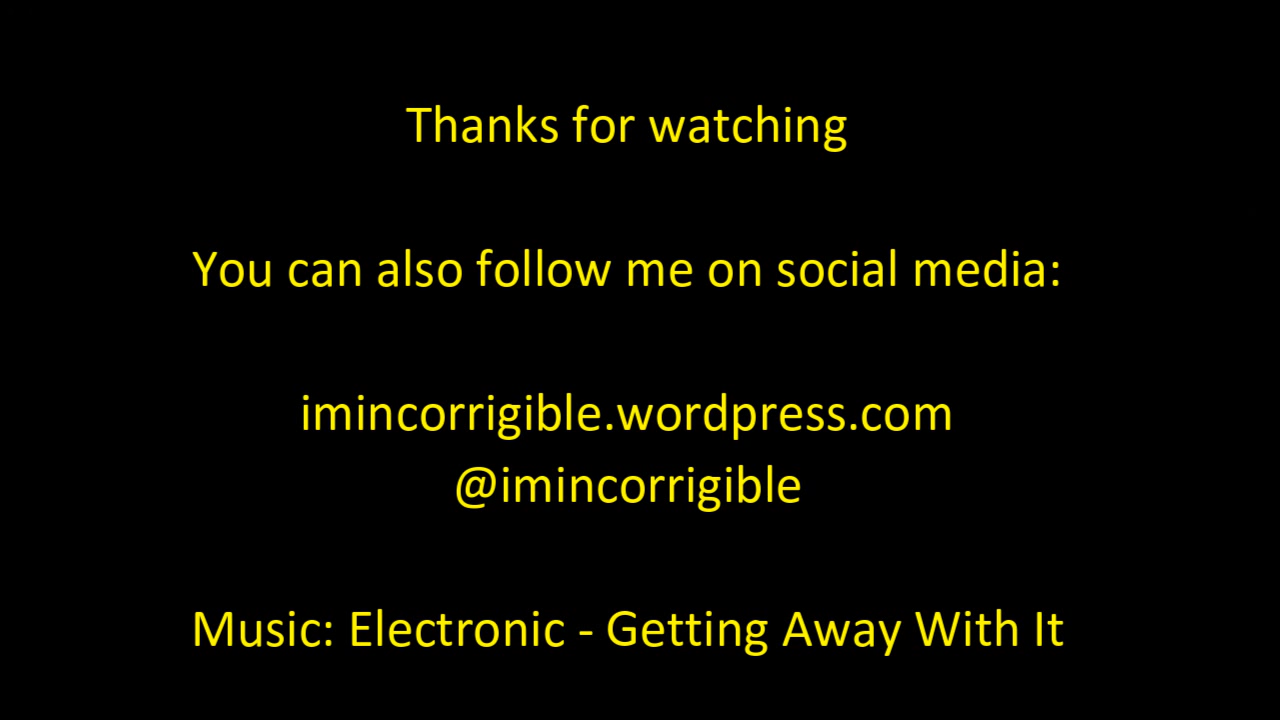 Thanks for watching
You can also follow me on social media:
imincorrigible.wordpress.com
@imincorrigible
Music: Electronic - Getting Away With It